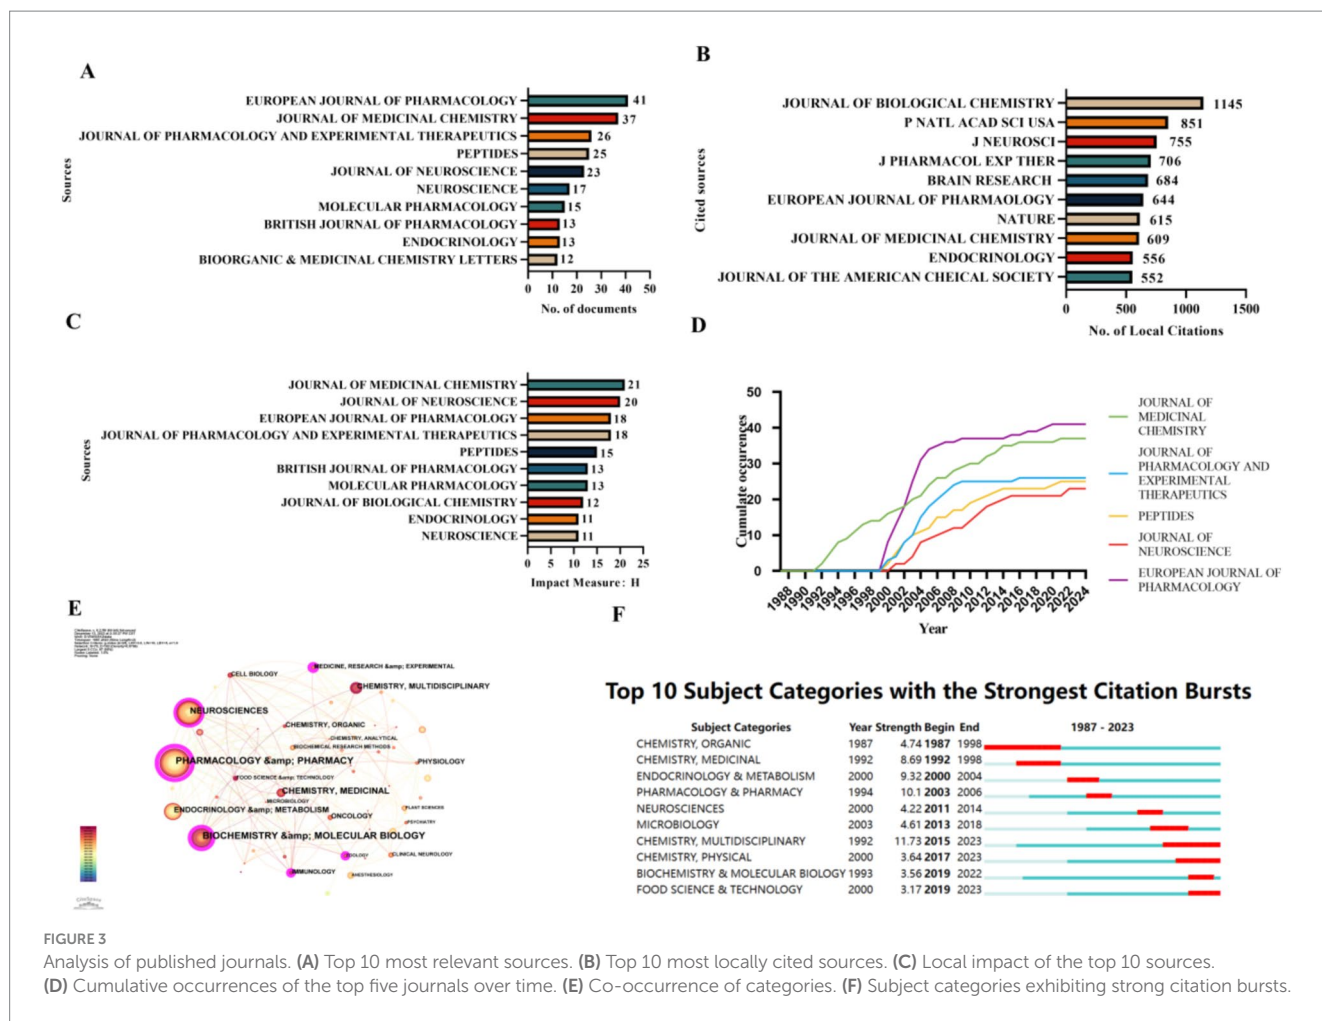 A
EUROPEAN JOURNAL OF PHARMACOLOGY 41
JOURNAL OF MEDICINAL CHEMISTRY 37
JOURNAL OF PHARMACOLOGY AND EXPERIMENTAL THERAPEUTICS 26
PEPTIDES 25
JOURNAL OF NEUROSCIENCE 23
NEUROSCIENCE 17
MOLECULAR PHARMACOLOGY 15
BRITISH JOURNAL OF PHARMACOLOGY 13
ENDOCRINOLOGY 13
BIOORGANIC & MEDICINAL CHEMISTRY LETTERS 12
Sources
0 10 20 30 40 50
No. of documents
B
JOURNAL OF BIOLOGICAL CHEMISTRY 1145
P NATL ACAD SCI USA 851
J NEUROSCI 755
J PHARMACOL EXP THER 706
BRAIN RESEARCH 684
EUROPEAN JOURNAL OF PHARMAOLOGY 644
NATURE 615
JOURNAL OF MEDICINAL CHEMISTRY 609
ENDOCRINOLOGY 556
JOURNAL OF THE AMERICAN CHEICAL SOCIETY 552
Cited sources
0 500 1000 1500
No. of Local Citations
C
JOURNAL OF MEDICINAL CHEMISTRY 21
JOURNAL OF NEUROSCIENCE 20
EUROPEAN JOURNAL OF PHARMACOLOGY 18
JOURNAL OF PHARMACOLOGY AND EXPERIMENTAL THERAPEUTICS 18
PEPTIDES 15
BRITISH JOURNAL OF PHARMACOLOGY 13
MOLECULAR PHARMACOLOGY 13
JOURNAL OF BIOLOGICAL CHEMISTRY 12
ENDOCRINOLOGY 11
NEUROSCIENCE 11
Sources
0 5 10 15 20 25
Impact Measure: H
D
50
40
30
20
10
0
Cumulate occurences
1988 1990 1992 1994 1996 1998 2000 2002 2004 2006 2008 2010 2012 2014 2016 2018 2020 2022 2024
Year
JOURNAL OF
MEDICINAL
CHEMISTRY
JOURNAL OF
PHARMACOLOGY AND
EXPERIMENTAL
THERAPEUTICS
PEPTIDES
JOURNAL OF
NEUROSCIENCE
EUROPEAN JOURNAL OF
PHARMACOLOGY
E
MEDICINE, RESEARCH &amp; EXPERIMENTAL
CELL BIOLOGY
CHEMISTRY, MULTIDISCIPLINARY
NEUROSCIENCES
CHEMISTRY, ORGANIC
CHEMISTRY, ANALYTICAL
BIOCHEMICAL RESEARCH METHODS
PHARMACOLOGY &amp; PHARMACY
PHYSIOLOGY
FOOD SCIENCE &amp; TECHNOLOGY
CHEMISTRY, MEDICINAL
MICROBIOLOGY
ENDOCRINOLOGY &amp; METABOLISM
PLANT SCIENCES
ONCOLOGY
PSYCHIATRY
BIOCHEMISTRY &amp; MOLECULAR BIOLOGY
CLINICAL NEUROLOGY
IMMUNOLOGY
ANESTHESIOLOGY
CiteSpace
F
Top 10 Subject Categories with the Strongest Citation Bursts
Subject Categories Year Strength Begin End 1987 - 2023
CHEMISTRY, ORGANIC 1987 4.74 1987 1998
CHEMISTRY, MEDICINAL 1992 8.69 1992 1998
ENDOCRINOLOGY & METABOLISM 2000 9.32 2000 2004
PHARMACOLOGY & PHARMACY 1994 10.1 2003 2006
NEUROSCIENCES 2000 4.22 2011 2014
MICROBIOLOGY 2003 4.61 2013 2018
CHEMISTRY, MULTIDISCIPLINARY 1992 11.73 2015 2023
CHEMISTRY, PHYSICAL 2000 3.64 2017 2023
BIOCHEMISTRY & MOLECULAR BIOLOGY 1993 3.56 2019 2022
FOOD SCIENCE & TECHNOLOGY 2000 3.17 2019 2023
FIGURE 3
Analysis of published journals. (A) Top 10 most relevant sources. (B) Top 10 most locally cited sources. (C) Local impact of the top 10 sources.
(D) Cumulative occurrences of the top five journals over time. (E) Co-occurrence of categories. (F) Subject categories exhibiting strong citation bursts.